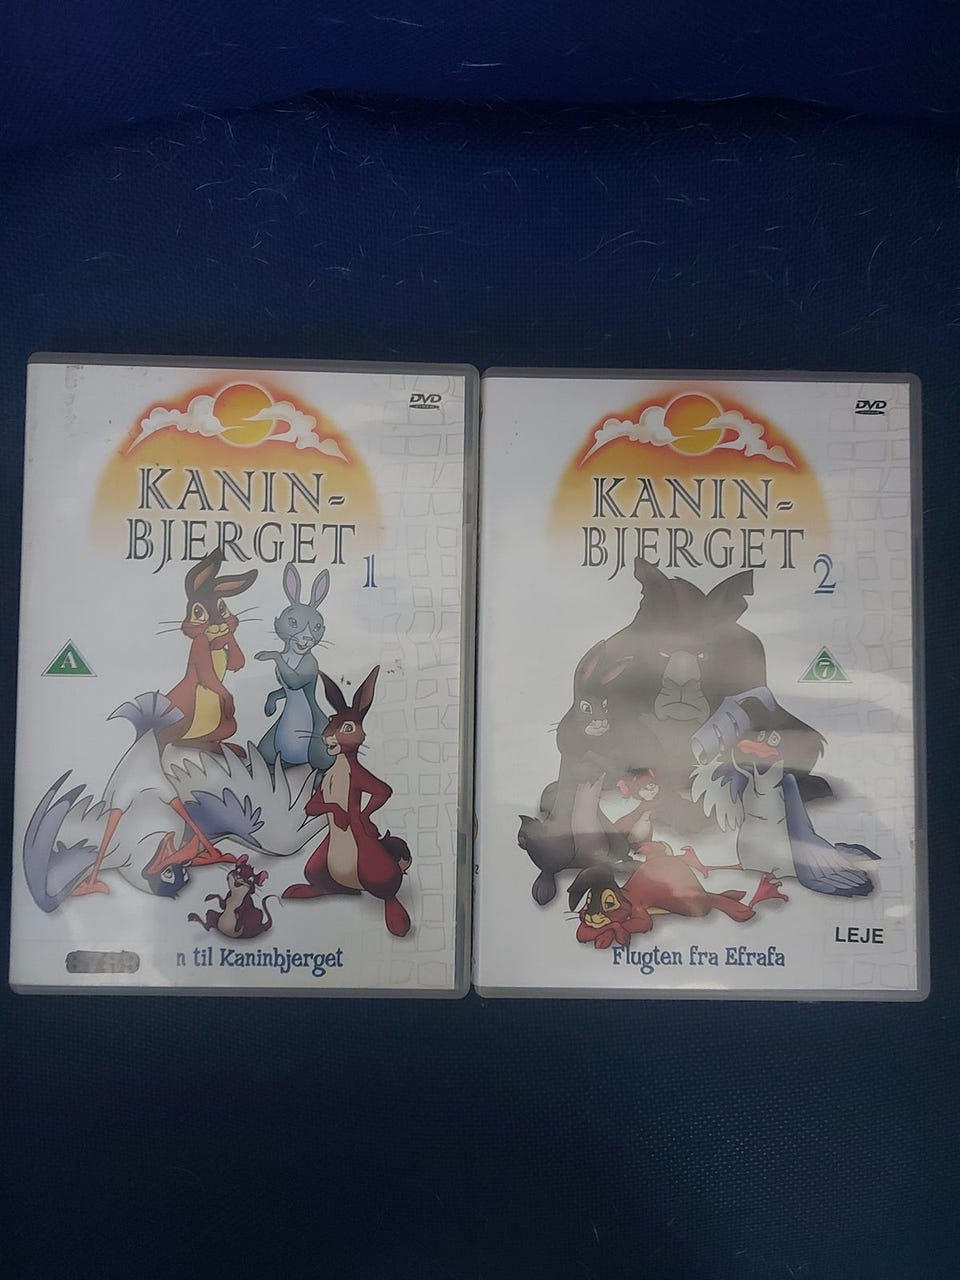 DVD
KANIN-
BJERGET
1
A
n til Kaninbjerget
DVD
KANIN-
BJERGET
2
7
LEJE
Flugten fra Efrafa